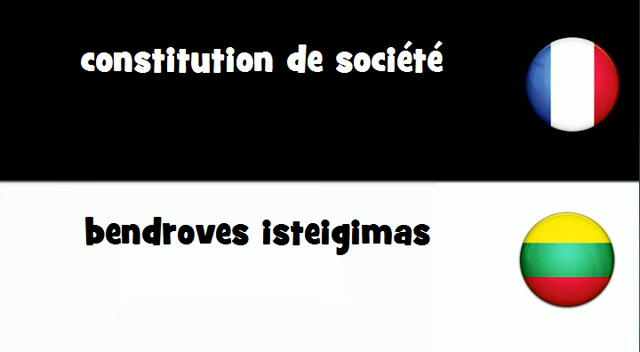 constitution de société
bendroves isteigimas